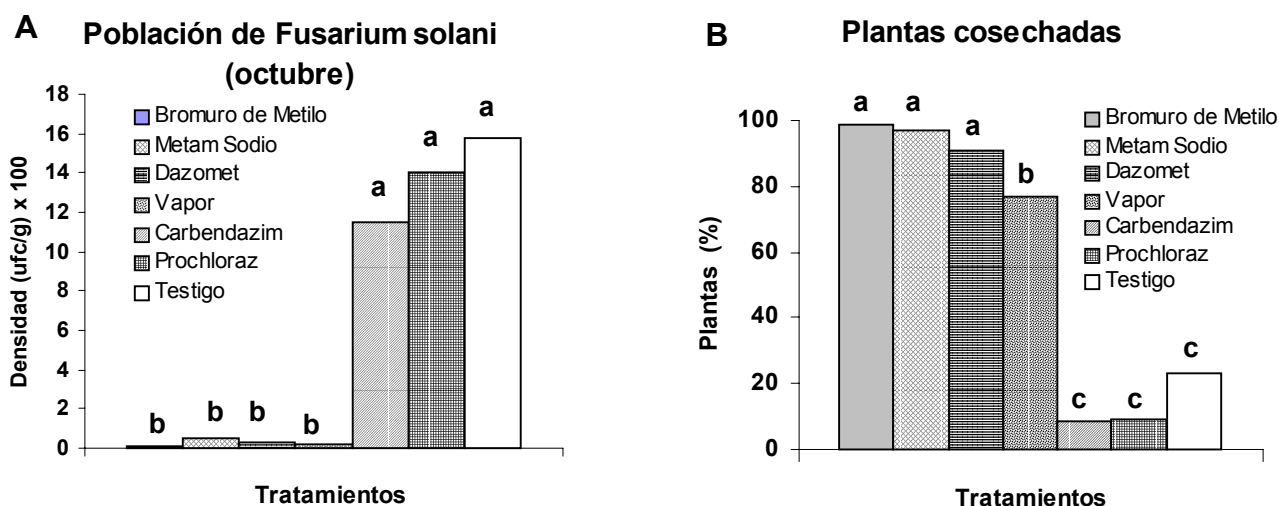 A
Población de Fusarium solani
(octubre)
Densidad (ufc/g) x 100
18
16
14
12
10
8
6
4
2
0
Bromuro de Metilo
Metam Sodio
Dazomet
Vapor
Carbendazim
Prochloraz
Testigo
b
b
b
b
a
a
a
Tratamientos
B
Plantas cosechadas
Plantas (%)
100
80
60
40
20
0
a
a
a
b
c
c
c
Bromuro de Metilo
Metam Sodio
Dazomet
Vapor
Carbendazim
Prochloraz
Testigo
Tratamientos